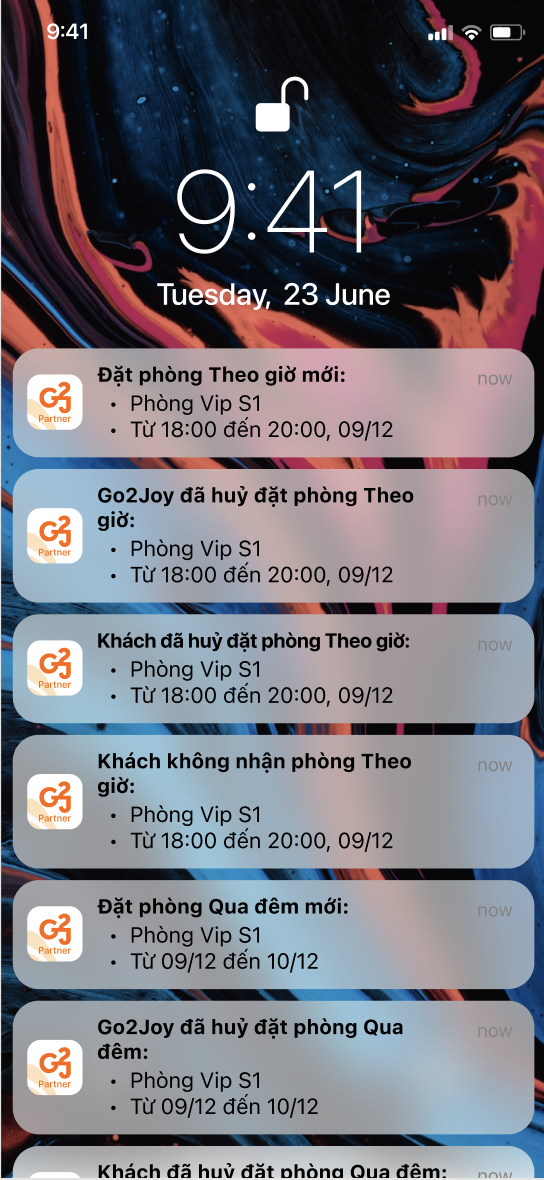 9:41
9:41
Tuesday, 23 June
Đặt phòng Theo giờ mới:
now
• Phòng Vip S1
• Từ 18:00 đến 20:00, 09/12
G2J
Partner
Go2Joy đã huỷ đặt phòng Theo
now
giờ:
• Phòng Vip S1
• Từ 18:00 đến 20:00, 09/12
G2J
Partner
Khách đã huỷ đặt phòng Theo giờ:
now
• Phòng Vip S1
• Từ 18:00 đến 20:00, 09/12
G2J
Partner
Khách không nhận phòng Theo
now
giờ:
• Phòng Vip S1
• Từ 18:00 đến 20:00, 09/12
G2J
Partner
Đặt phòng Qua đêm mới:
now
• Phòng Vip S1
• Từ 09/12 đến 10/12
G2J
Partner
Go2Joy đã huỷ đặt phòng Qua
now
đêm:
• Phòng Vip S1
• Từ 09/12 đến 10/12
G2J
Partner
Khách đã huỷ đặt phòng Qua đêm:
now